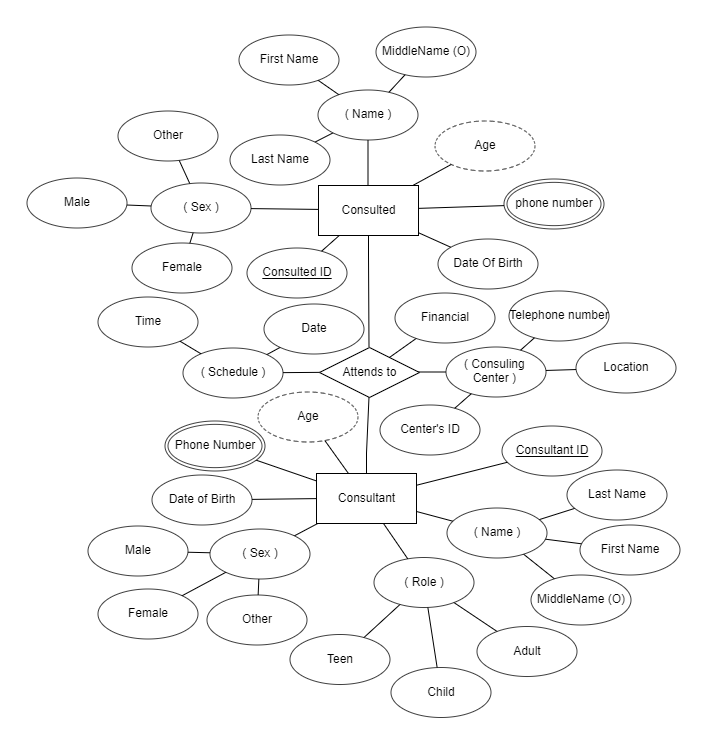 First Name
MiddleName (O)
( Name )
Other
Last Name
Age
Male
( Sex )
Consulted
phone number
Female
Consulted ID
Date Of Birth
Time
Date
Financial
Telephone number
( Schedule )
Attends to
( Consuling
Center )
Location
Age
Center's ID
Phone Number
Consultant ID
Date of Birth
Consultant
Last Name
( Name )
Male
( Sex )
First Name
( Role )
MiddleName (O)
Female
Other
Teen
Adult
Child